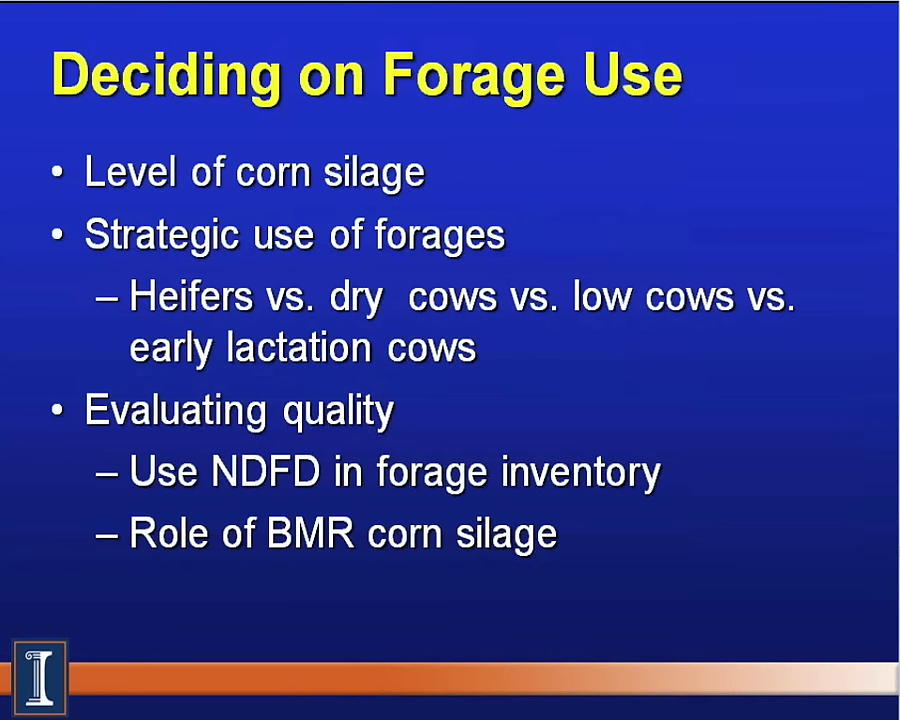 Deciding on Forage Use
• Level of corn silage
• Strategic use of forages
– Heifers vs. dry  cows vs. low cows vs.
early lactation cows
• Evaluating quality
– Use NDFD in forage inventory
– Role of BMR corn silage
I